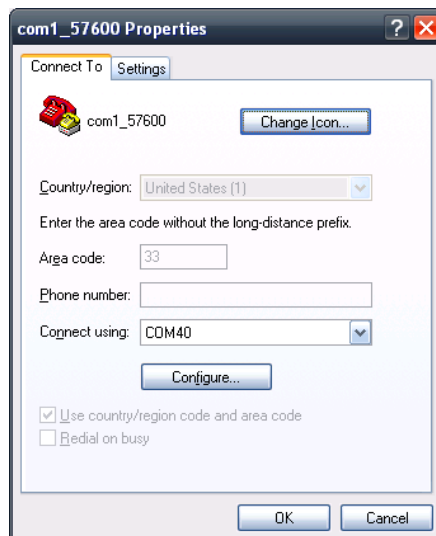 com1_57600 Properties
Connect To Settings
com1_57600 Change Icon...
Country/region: United States (1)
Enter the area code without the long-distance prefix.
Area code: 33
Phone number:
Connect using: COM40
Configure...
Use country/region code and area code
Redial on busy
OK Cancel